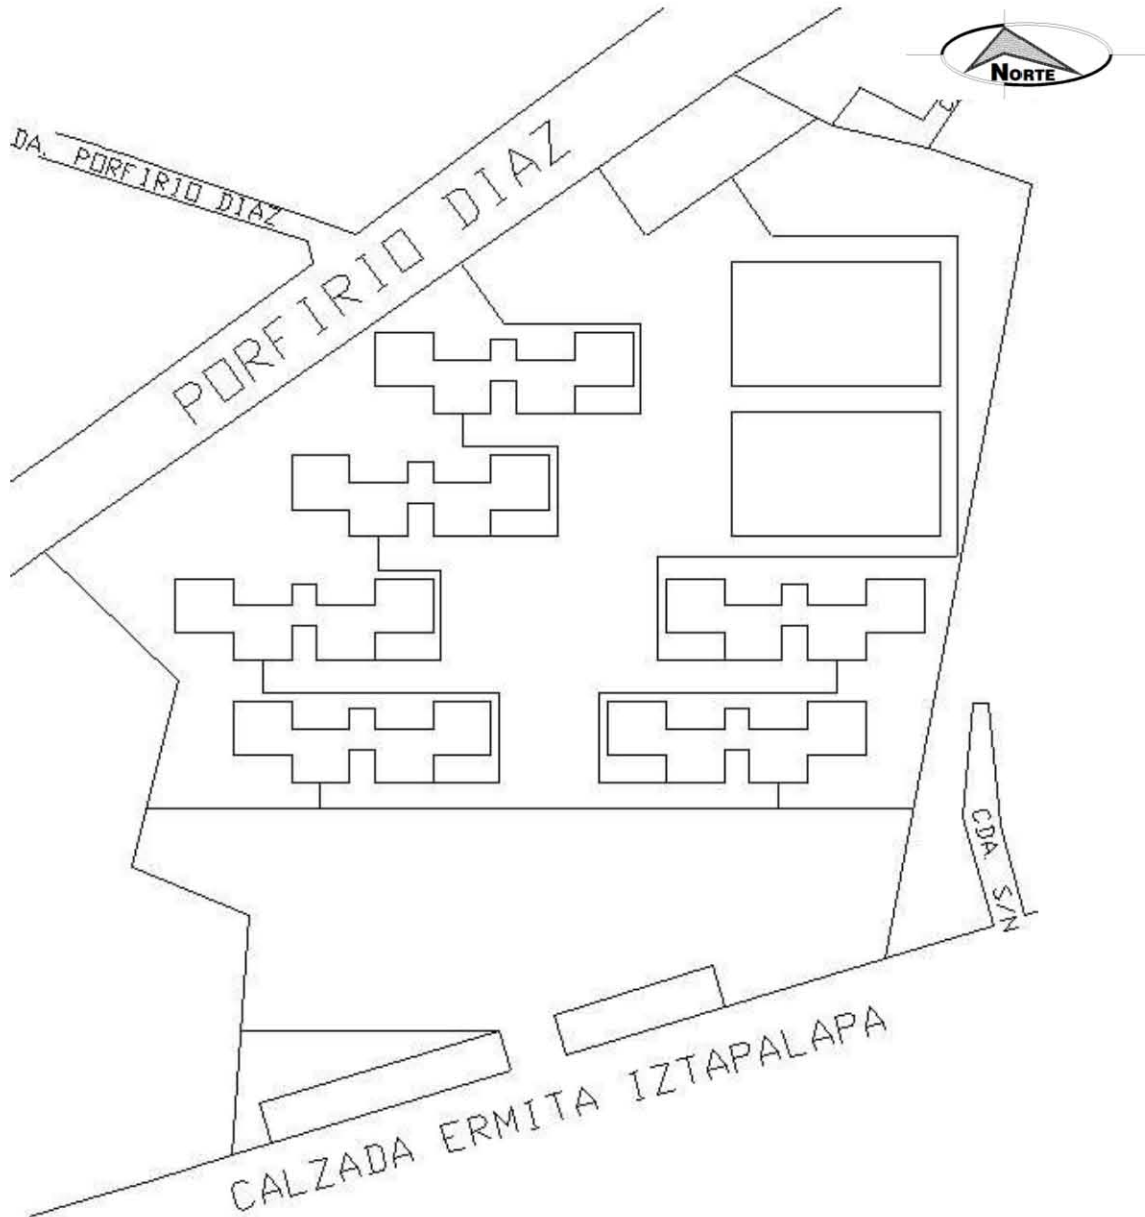 NORTE
DA. PORFIRIO DIAZ
PORFIRIO DIAZ
CDA. S/N
CALZADA ERMITA IZTAPALAPA